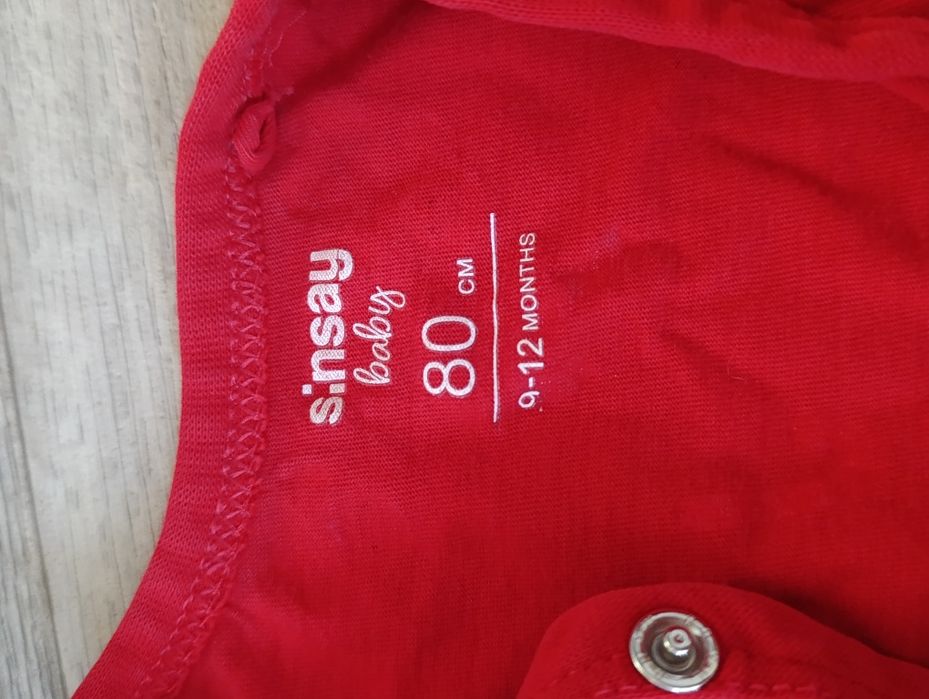 sinsay
baby
80 CM
9-12 MONTHS